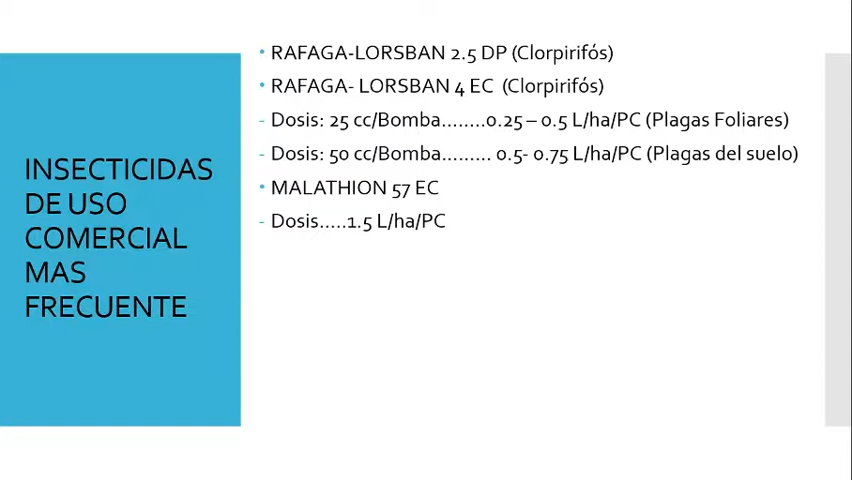 INSECTICIDAS
DE USO
COMERCIAL
MAS
FRECUENTE
• RAFAGA-LORSBAN 2.5 DP (Clorpirifós)
• RAFAGA- LORSBAN 4 EC (Clorpirifós)
- Dosis: 25 cc/Bomba........0.25 – 0.5 L/ha/PC (Plagas Foliares)
- Dosis: 50 cc/Bomba......... 0.5- 0.75 L/ha/PC (Plagas del suelo)
• MALATHION 57 EC
- Dosis.....1.5 L/ha/PC